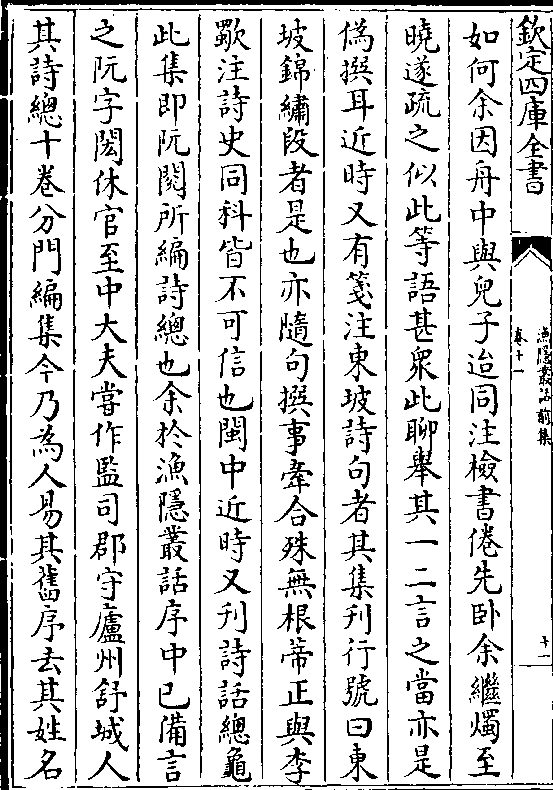 欽定四庫全書
漁隱叢話前集
卷十一
十一
如何余因舟中與兒子迨同注檢書倦先卧余繼燭至
曉遂疏之似此等語甚衆此聊舉其一二言之當亦是
偽撰耳近時又有箋注東坡詩句者其集刊行號曰東
坡錦繡段者是也亦隨句撰事牽合殊無根蔕正與李
歜注詩史同科皆不可信也閩中近時又刋詩話總龜
此集即阮閱所編詩總也余於漁隱叢話序中已備言
之阮字閎休官至中大夫嘗作監司郡守廬州舒城人
其詩總十卷分門編集今乃為人易其舊序去其姓名